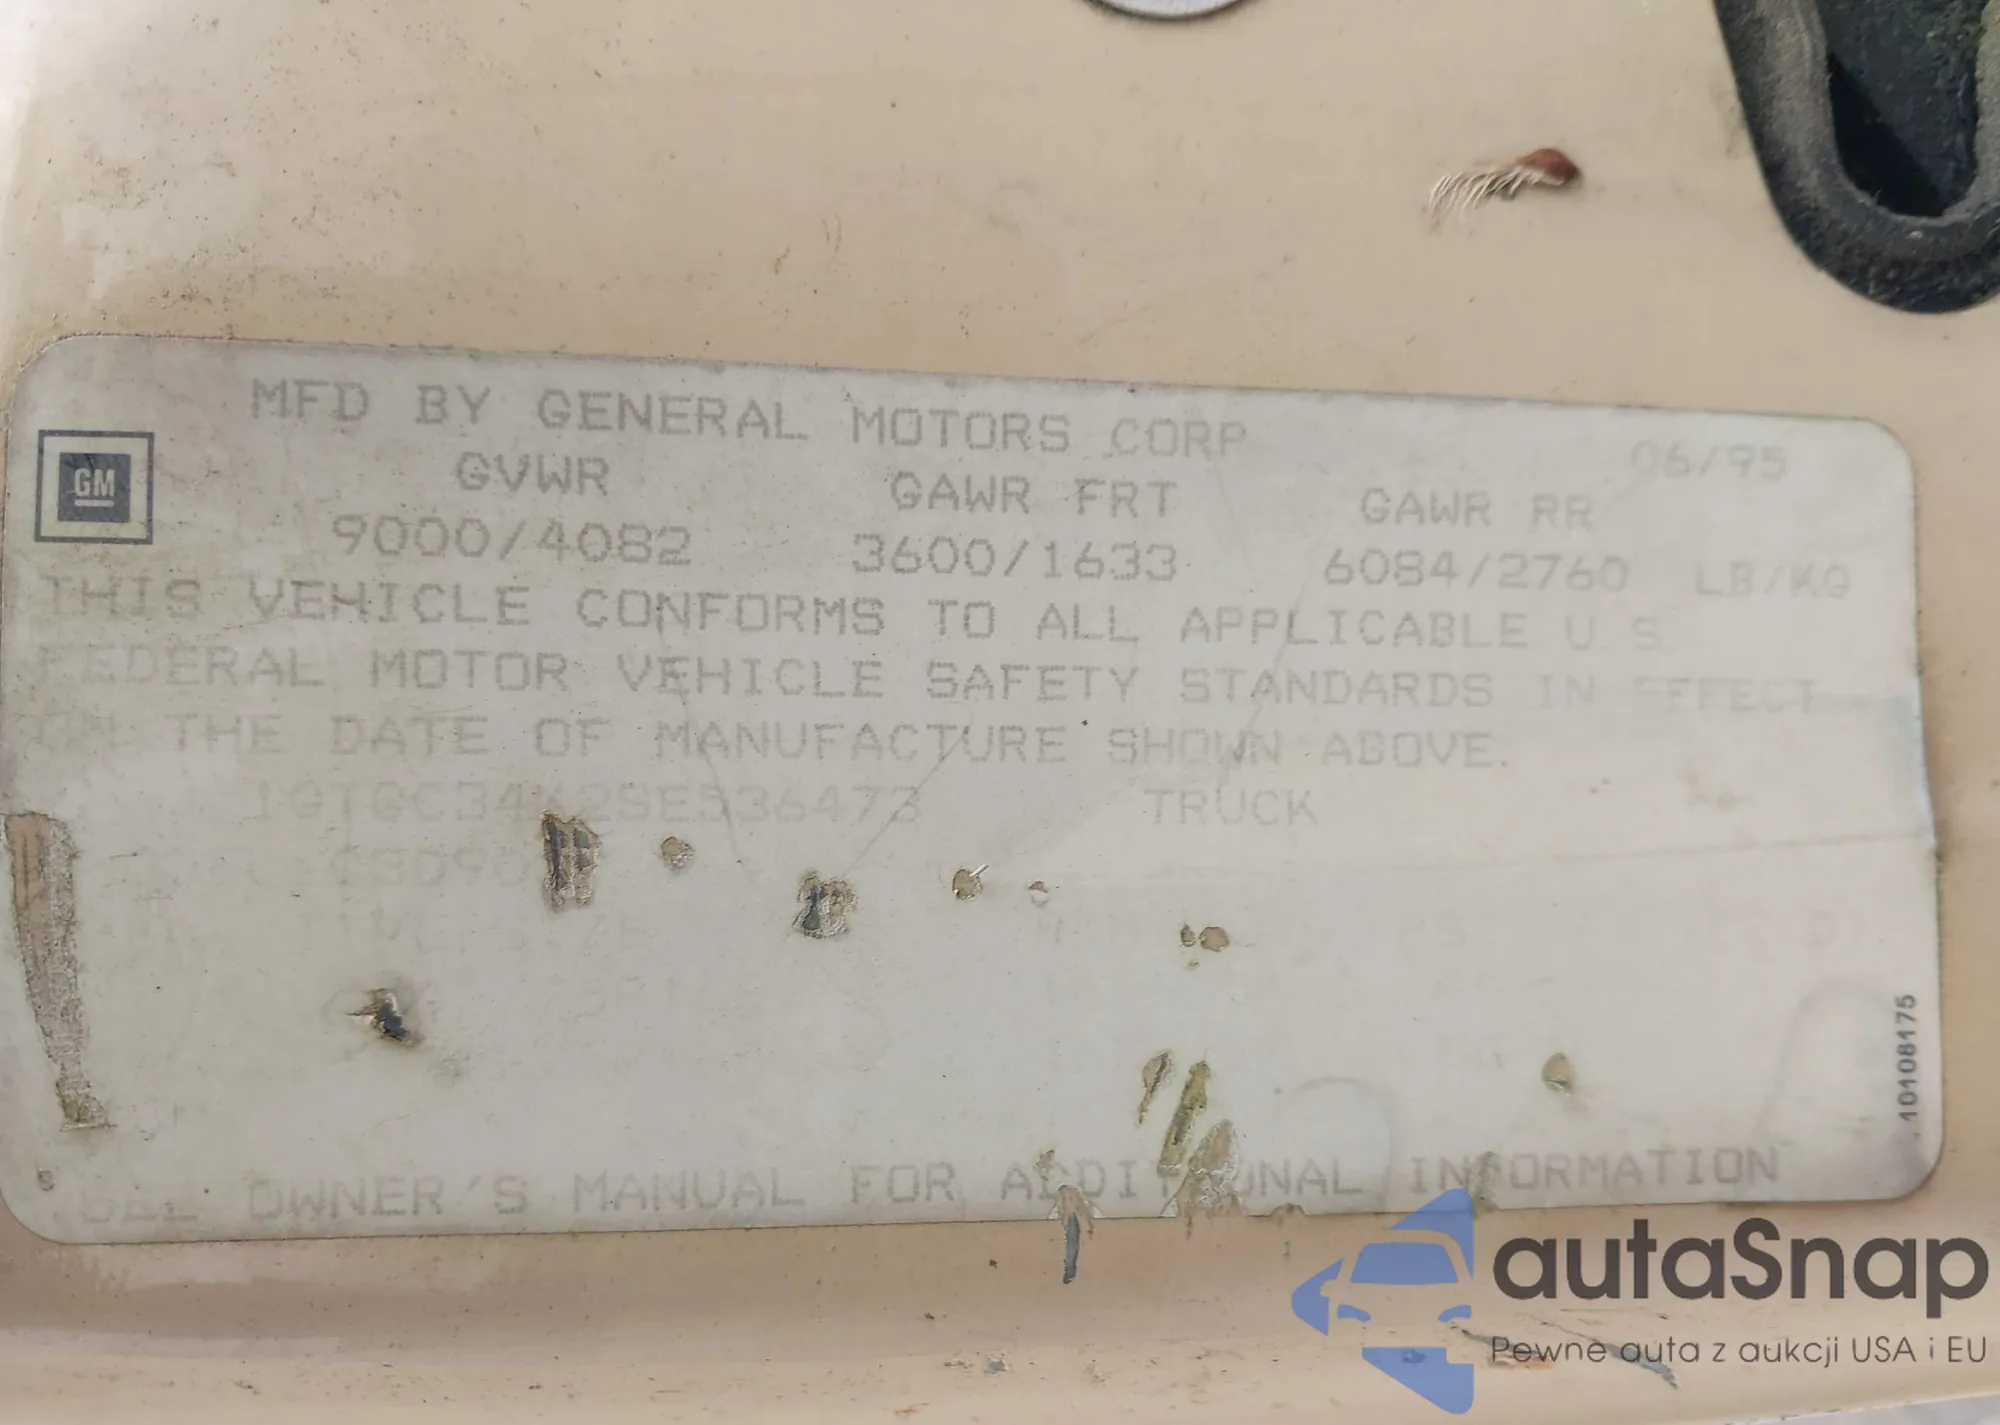 MFD BY GENERAL MOTORS CORP
06/95
GM
GVWR GAWR FRT GAWR RR
9000/4082 3600/1633 6084/2760 LB/KG
THIS VEHICLE CONFORMS TO ALL APPLICABLE U S
FEDERAL MOTOR VEHICLE SAFETY STANDARDS IN EFFECT
ON THE DATE OF MANUFACTURE SHOWN ABOVE.
TRUCK
10108175
SEE OWNER'S MANUAL FOR ADDITIONAL INFORMATION
autaSnap
Pewne auta z aukcji USA i EU